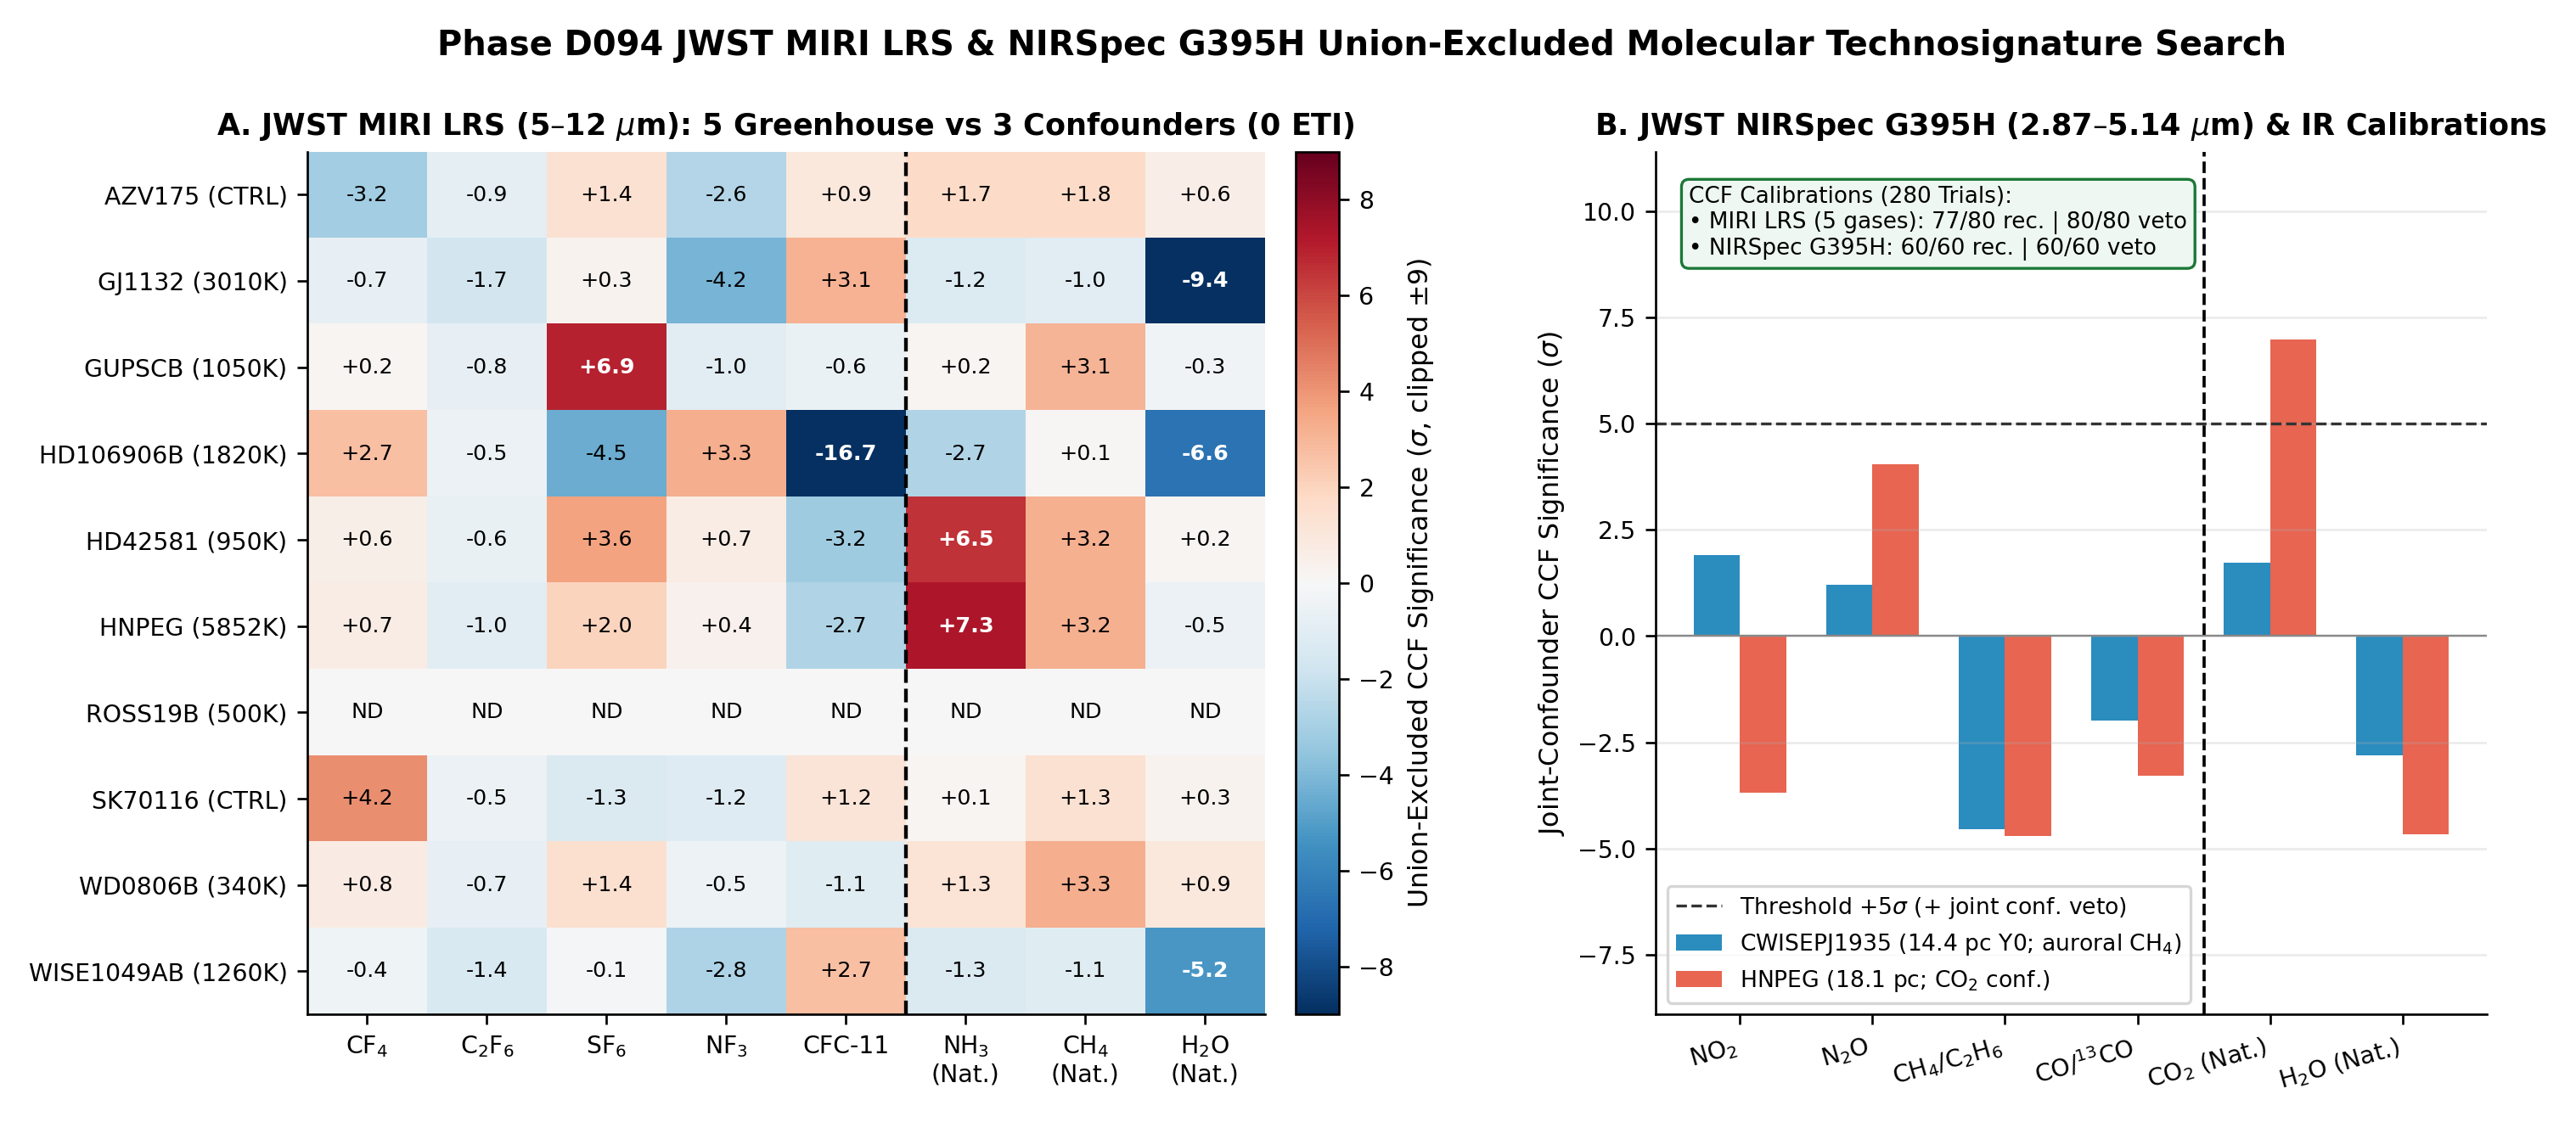 Phase D094 JWST MIRI LRS & NIRSpec G395H Union-Excluded Molecular Technosignature Search
A. JWST MIRI LRS (5–12 μm): 5 Greenhouse vs 3 Confounders (0 ETI)
AZV175 (CTRL) -3.2 -0.9 +1.4 -2.6 +0.9 +1.7 +1.8 +0.6
GJ1132 (3010K) -0.7 -1.7 +0.3 -4.2 +3.1 -1.2 -1.0 -9.4
GUPSCB (1050K) +0.2 -0.8 +6.9 -1.0 -0.6 +0.2 +3.1 -0.3
HD106906B (1820K) +2.7 -0.5 -4.5 +3.3 -16.7 -2.7 +0.1 -6.6
HD42581 (950K) +0.6 -0.6 +3.6 +0.7 -3.2 +6.5 +3.2 +0.2
HNPEG (5852K) +0.7 -1.0 +2.0 +0.4 -2.7 +7.3 +3.2 -0.5
ROSS19B (500K) ND ND ND ND ND ND ND ND
SK70116 (CTRL) +4.2 -0.5 -1.3 -1.2 +1.2 +0.1 +1.3 +0.3
WD0806B (340K) +0.8 -0.7 +1.4 -0.5 -1.1 +1.3 +3.3 +0.9
WISE1049AB (1260K) -0.4 -1.4 -0.1 -2.8 +2.7 -1.3 -1.1 -5.2
CF₄ C₂F₆ SF₆ NF₃ CFC-11 NH₃ CH₄ H₂O
(Nat.) (Nat.) (Nat.)
8
6
4
2
0
−2
−4
−6
−8
Union-Excluded CCF Significance (σ, clipped ±9)
B. JWST NIRSpec G395H (2.87–5.14 μm) & IR Calibrations
Joint-Confounder CCF Significance (σ)
10.0
7.5
5.0
2.5
0.0
−2.5
−5.0
−7.5
CCF Calibrations (280 Trials):
• MIRI LRS (5 gases): 77/80 rec. | 80/80 veto
• NIRSpec G395H: 60/60 rec. | 60/60 veto
Threshold +5σ (+ joint conf. veto)
CWISEPJ1935 (14.4 pc Y0; auroral CH₄)
HNPEG (18.1 pc; CO₂ conf.)
NO₂ N₂O CH₄/C₂H₆ CO/¹³CO CO₂ (Nat.) H₂O (Nat.)